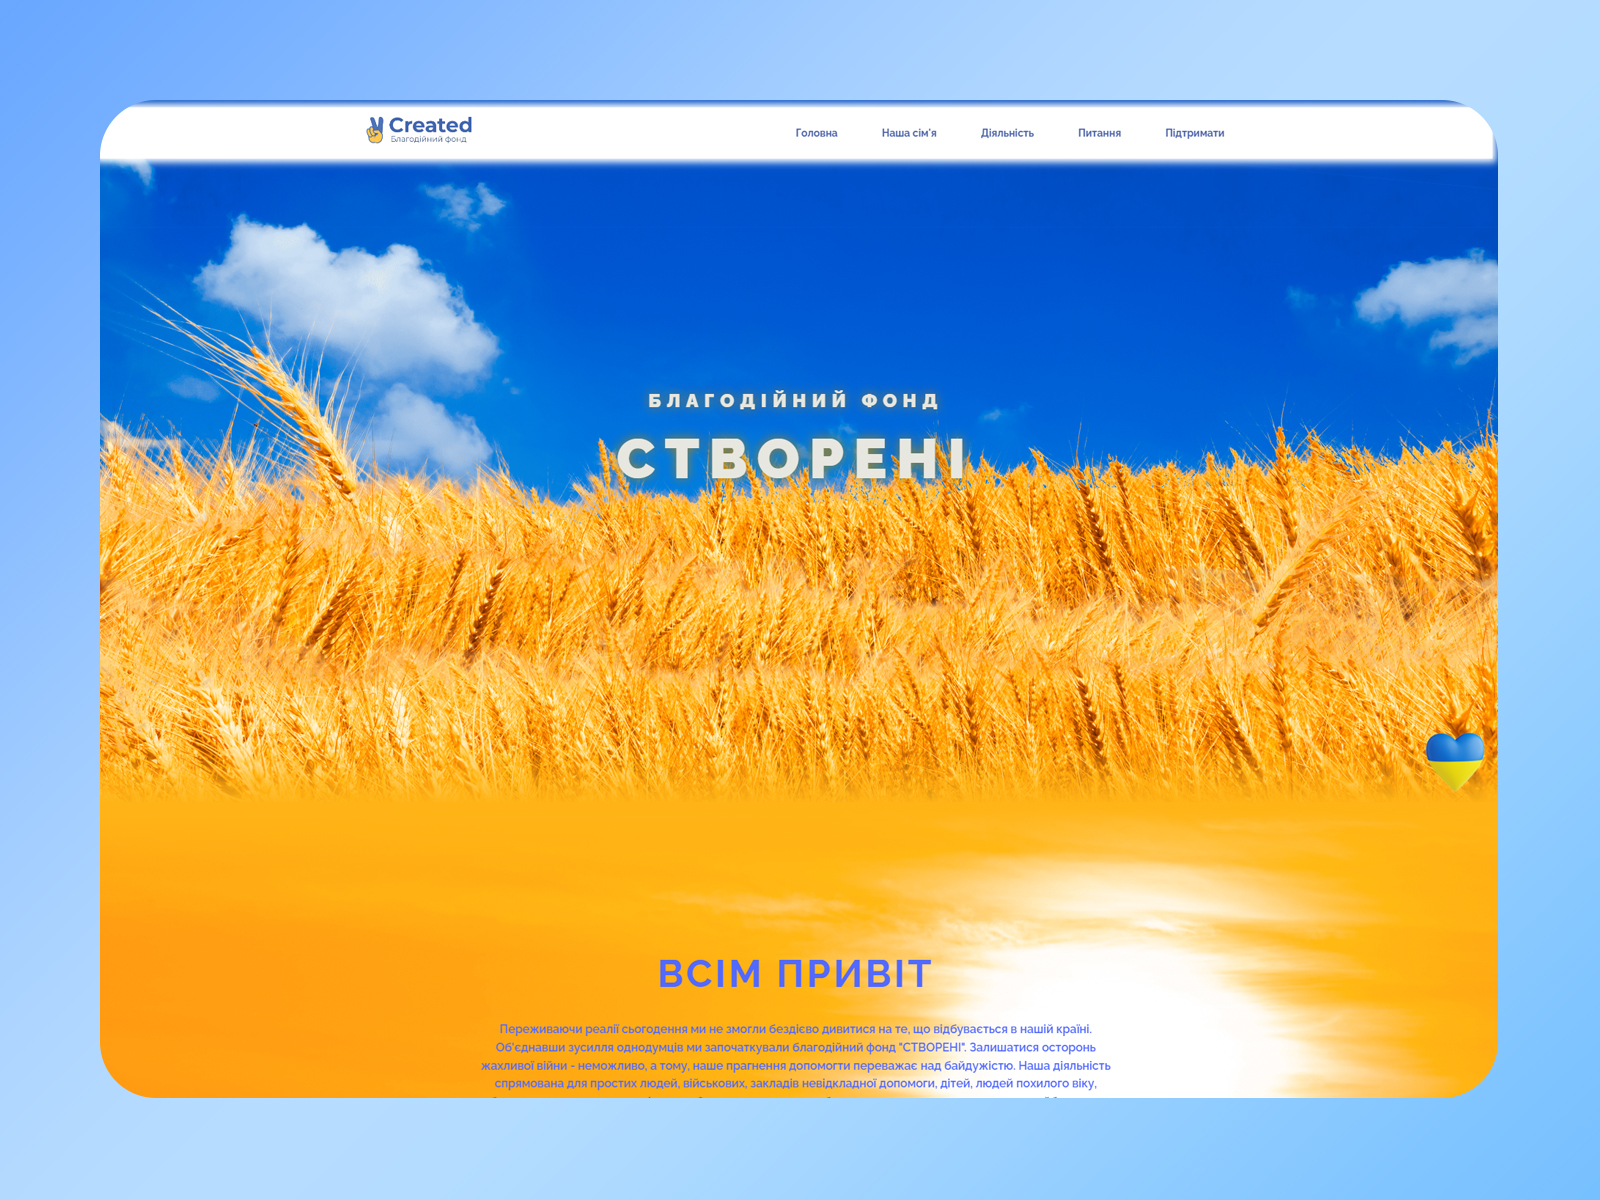 Created
Благодійний фонд
Головна Наша сім'я Діяльність Питання Підтримати
БЛАГОДІЙНИЙ ФОНД
СТВОРЕНІ
ВСІМ ПРИВІТ
Переживаючи реалії сьогодення ми не змогли бездієво дивитися на те, що відбувається в нашій країні.
Об'єднавши зусилля однодумців ми започаткували благодійний фонд "СТВОРЕНІ". Залишатися осторонь
жахливої війни - неможливо, а тому, наше прагнення допомогти переважає над байдужістю. Наша діяльність
спрямована для простих людей, військових, закладів невідкладної допомоги, дітей, людей похилого віку,